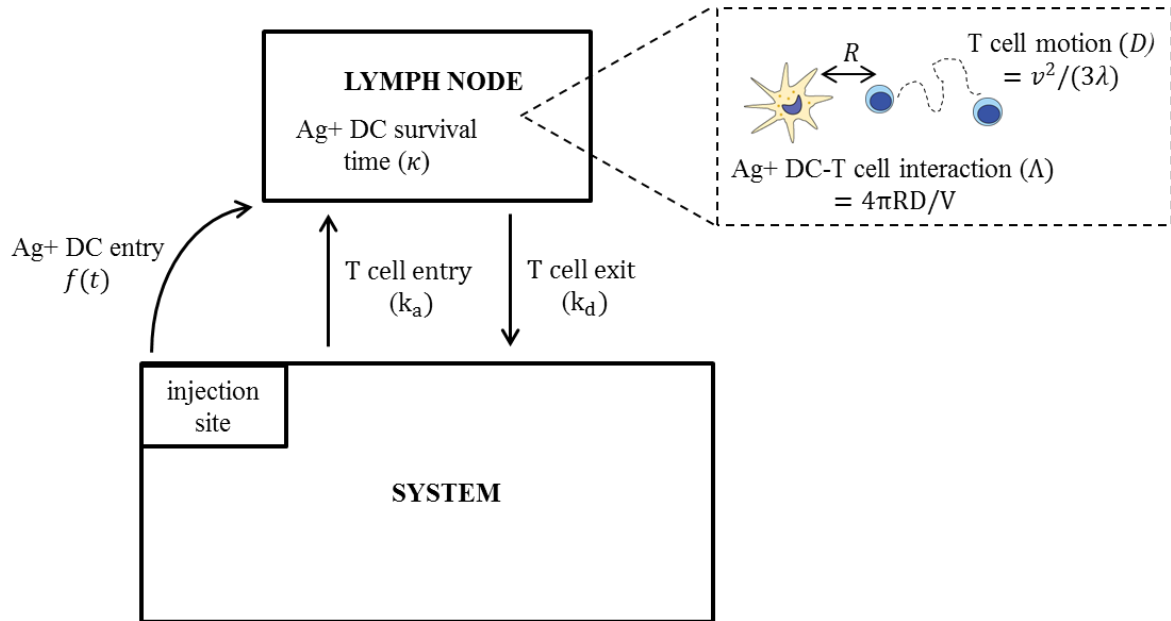 LYMPH NODE
Ag+ DC survival
time (κ)
R
T cell motion (D)
= v²/(3λ)
Ag+ DC-T cell interaction (Λ)
= 4πRD/V
Ag+ DC entry
f(t)
T cell entry
(kₐ)
T cell exit
(k_d)
injection
site
SYSTEM